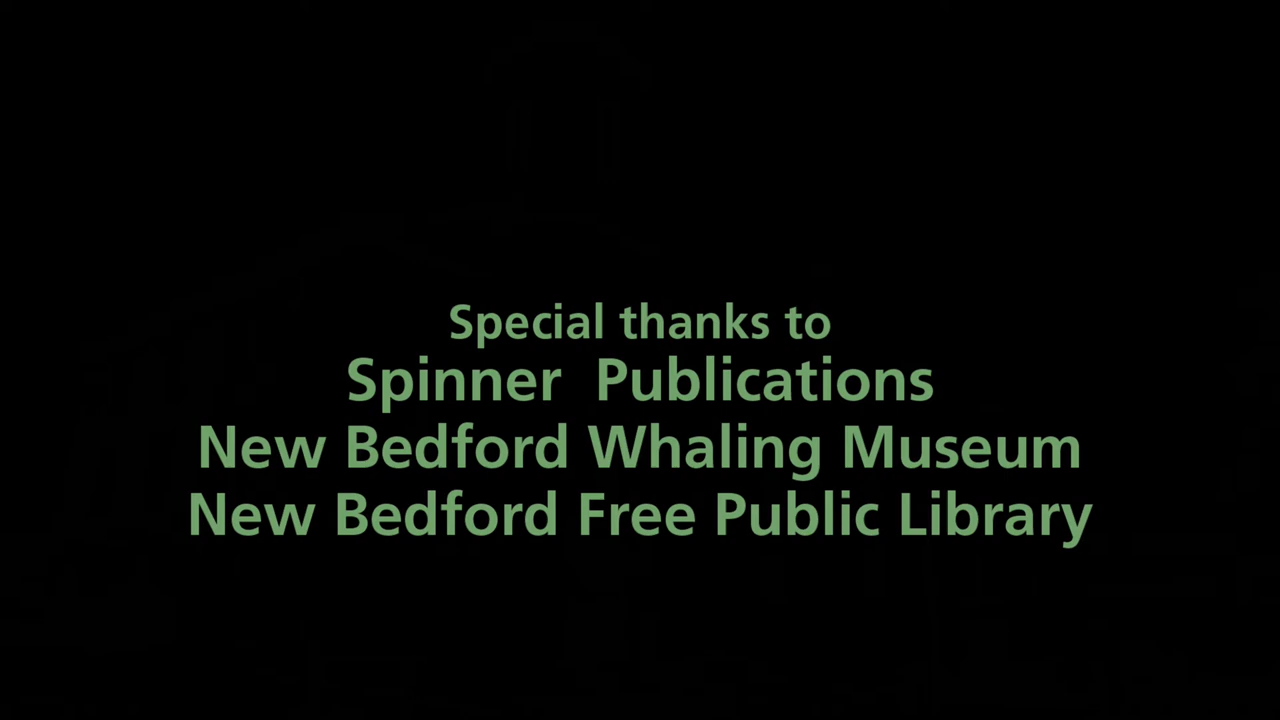 Special thanks to
Spinner  Publications
New Bedford Whaling Museum
New Bedford Free Public Library